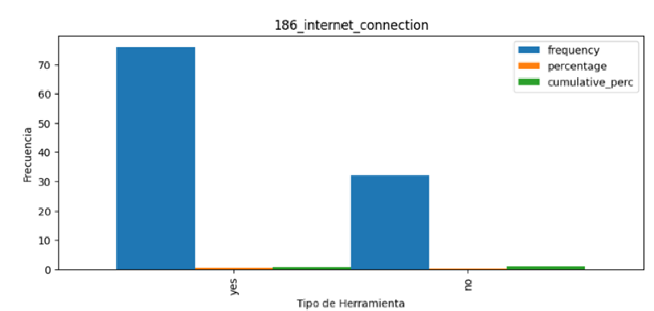 186_internet_connection
frequency
percentage
cumulative_perc
Frecuencia
70
60
50
40
30
20
10
0
yes
no
Tipo de Herramienta